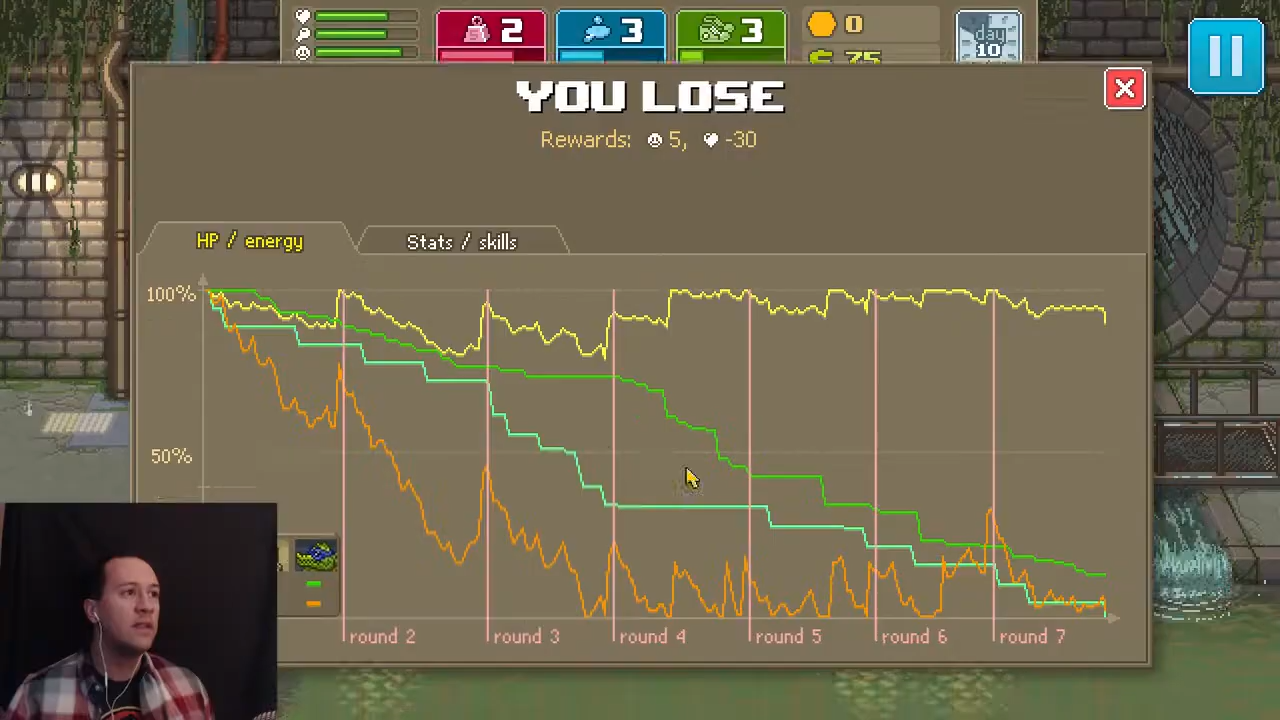 2
3
3
0
75
day
10
YOU LOSE
Rewards: 5, -30
HP / energy
Stats / skills
100%
50%
round 2
round 3
round 4
round 5
round 6
round 7